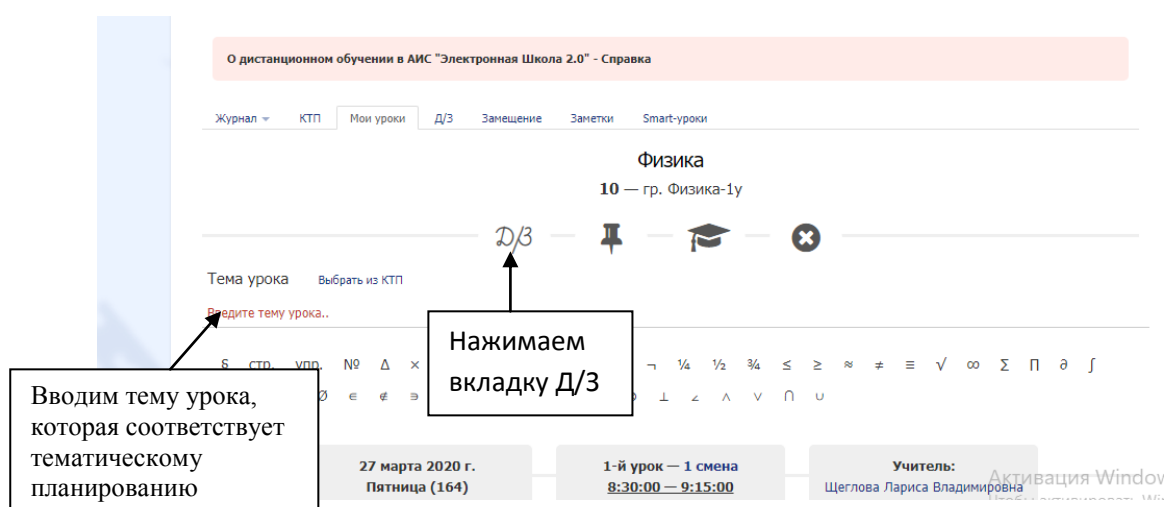 О дистанционном обучении в АИС "Электронная Школа 2.0" - Справка
Журнал КТП Мои уроки Д/З Замещение Заметки Smart-уроки
Физика
10 — гр. Физика-1у
Д/З
Тема урока Выбрать из КТП
Введите тему урока..
Нажимаем
вкладку Д/З
§ стр. упр. № Δ × ¬ ¼ ½ ¾ ≤ ≥ ≈ ≠ ≡ √ ∞ Σ Π ∂ ∫
∈ ∉ ∋ ⊥ ∠ ∧ ∨ ∩ ∪
Вводим тему урока,
которая соответствует
тематическому
планированию
27 марта 2020 г.
Пятница (164)
1-й урок — 1 смена
8:30:00 — 9:15:00
Учитель:
Щеглова Лариса Владимировна
Активация Window